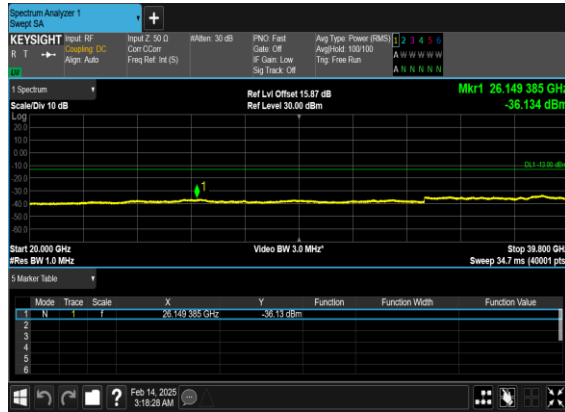 Spectrum Analyzer 1
Swept SA
+
KEYSIGHT
R T
LW
Input: RF
Coupling: DC
Align: Auto
Input Z: 50 Ω
Corr CCorr
Freq Ref: Int (S)
#Atten: 30 dB
PNO: Fast
Gate: Off
IF Gain: Low
Sig Track: Off
Avg Type: Power (RMS)
Avg|Hold: 100/100
Trig: Free Run
1 2 3 4 5 6
A W W W W W
A N N N N N
1 Spectrum
Scale/Div 10 dB
Ref Lvl Offset 15.87 dB
Ref Level 30.00 dBm
Mkr1 26.149 385 GHz
-36.134 dBm
Log
20.0
10.0
0.00
-10.0
-20.0
-30.0
-40.0
-50.0
-60.0
1
DL1 -13.00 dBm
Start 20.000 GHz
#Res BW 1.0 MHz
Video BW 3.0 MHz*
Stop 39.800 GHz
Sweep 34.7 ms (40001 pts)
5 Marker Table
Mode Trace Scale X Y Function Function Width Function Value
1 N 1 f 26.149 385 GHz -36.13 dBm
2
3
4
5
6
?
Feb 14, 2025
3:18:28 AM